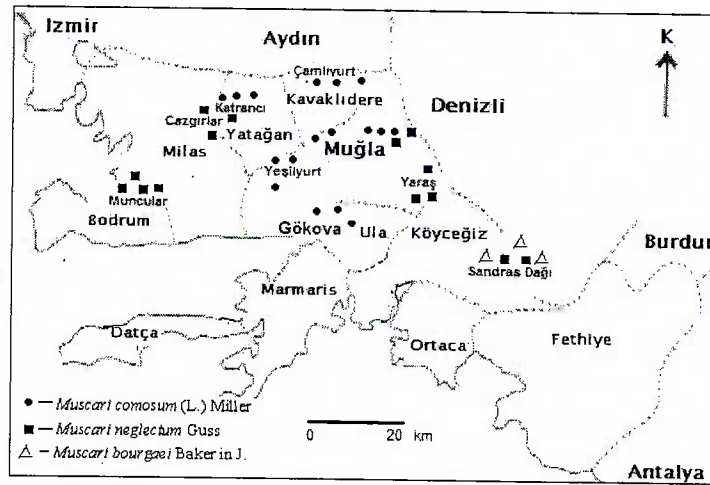 Izmir
Aydın
K
Çamlıyurt
Kavaklıdere
Denizli
Katrancı
Cazgırlar
Yatağan
Milas
Muğla
Yeşilyurt
Yaraş
Muncular
Bodrum
Gökova
Ula
Köyceğiz
Burdur
Sandras Dağı
Marmaris
Datça
Ortaca
Fethiye
● — Muscari comosum (L.) Miller
■ — Muscari neglectum Guss
△ — Muscari bourgaei Baker in J.
0 20 km
Antalya